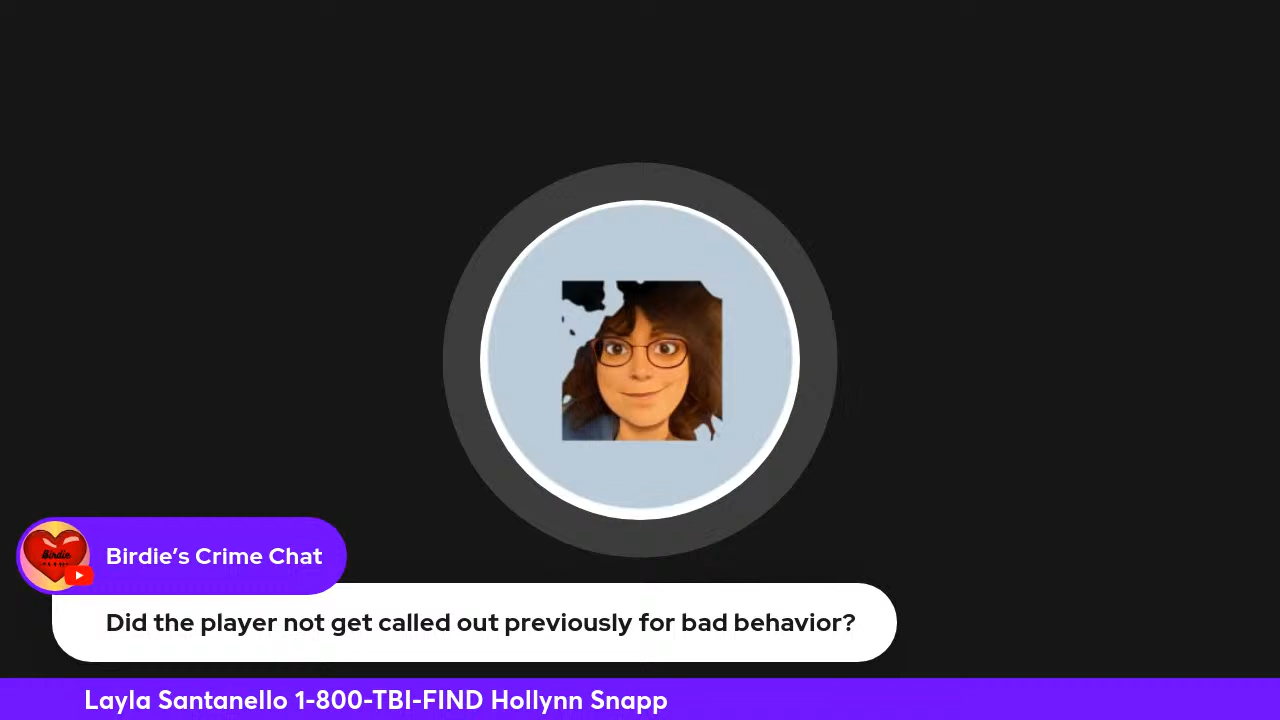 Birdie
Birdie’s Crime Chat
Did the player not get called out previously for bad behavior?
Layla Santanello 1-800-TBI-FIND Hollynn Snapp